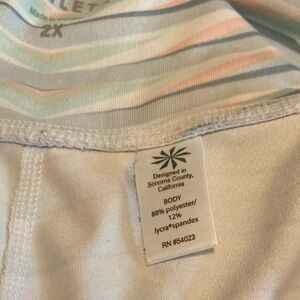 2X
Designed in
Sonoma County,
California
BODY
88% polyester/
12%
lycra®spandex
RN #54023